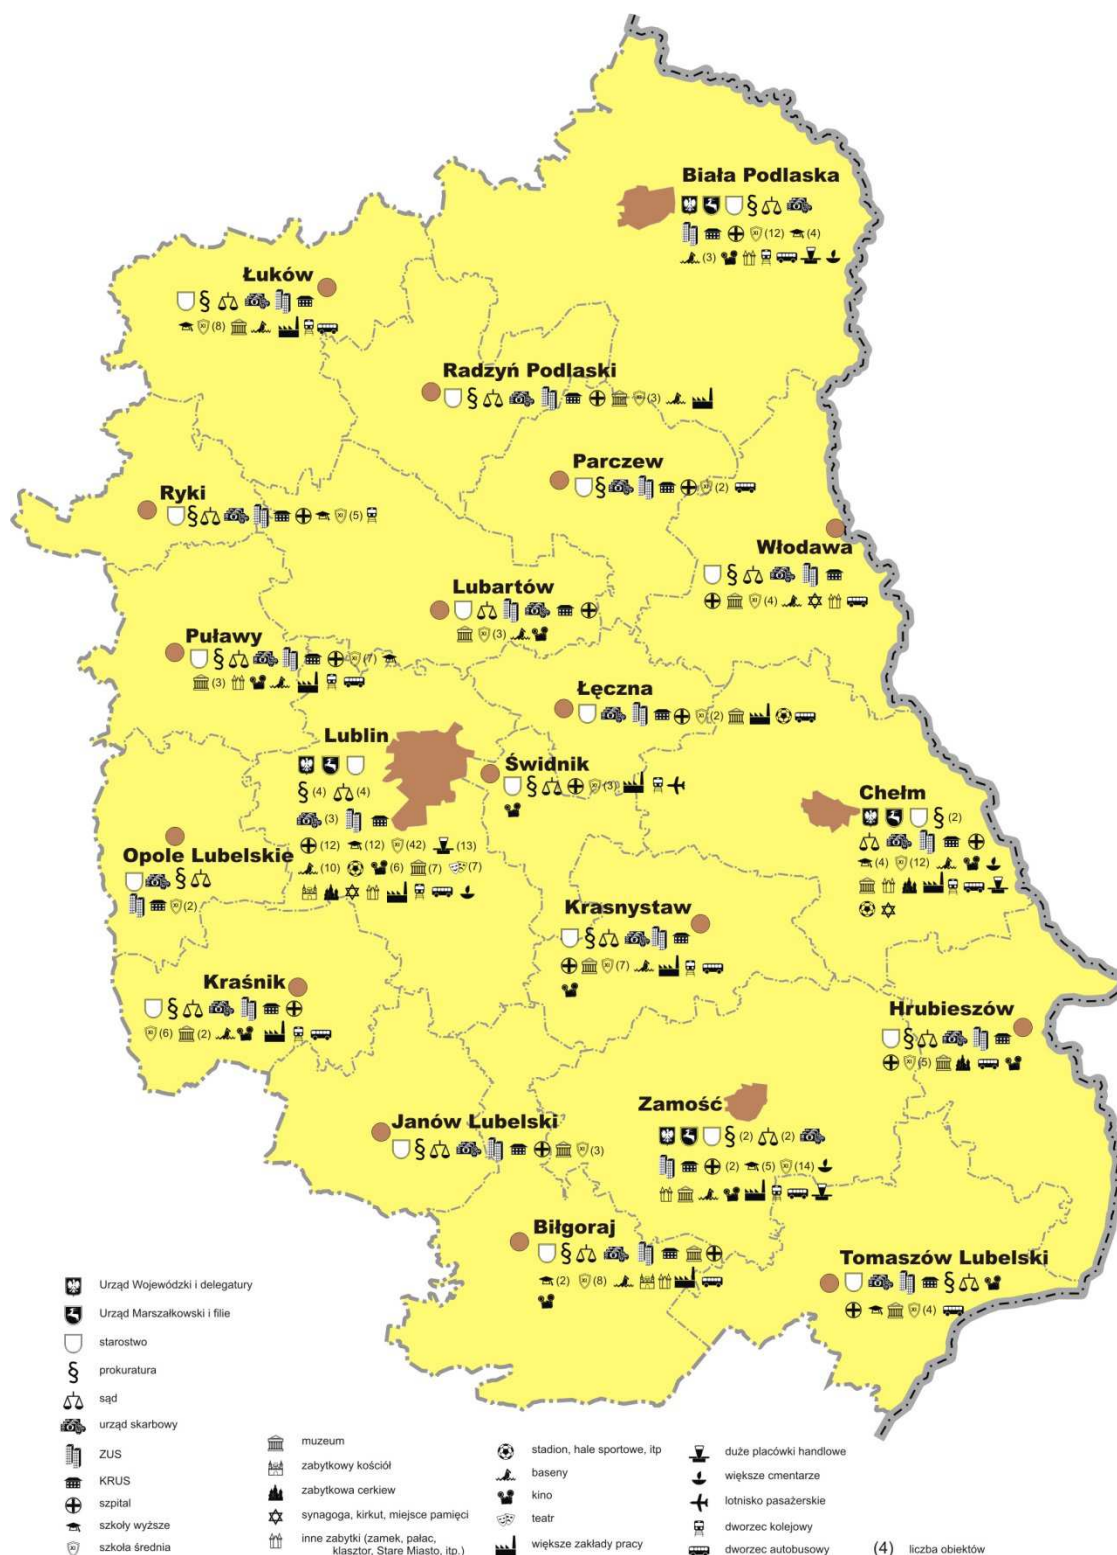 Biała Podlaska
(12) (4)
(3)
Łuków
(8)
Radzyń Podlaski
(3)
Parczew
(2)
Ryki
(5)
Włodawa
(4)
Lubartów
(3)
Puławy
(7)
(3)
Łęczna
(2)
Lublin
(4) (4)
(3)
(12) (12) (42) (13)
(10) (6) (7) (7)
Świdnik
(3)
Chełm
(2)
(4) (12)
Opole Lubelskie
(2)
Krasnystaw
(7)
Kraśnik
(6) (2)
Hrubieszów
(5)
Zamość
(2) (2)
(2) (5) (14)
Janów Lubelski
(3)
Biłgoraj
(2) (8)
Tomaszów Lubelski
(4)
Urząd Wojewódzki i delegatury
Urząd Marszałkowski i filie
starostwo
prokuratura
sąd
urząd skarbowy
ZUS
KRUS
szpital
szkoły wyższe
szkoła średnia
muzeum
zabytkowy kościół
zabytkowa cerkiew
synagoga, kirkut, miejsce pamięci
inne zabytki (zamek, pałac,
klasztor, Stare Miasto, itp.)
stadion, hale sportowe, itp
baseny
kino
teatr
większe zakłady pracy
duże placówki handlowe
większe cmentarze
lotnisko pasażerskie
dworzec kolejowy
dworzec autobusowy
(4) liczba obiektów